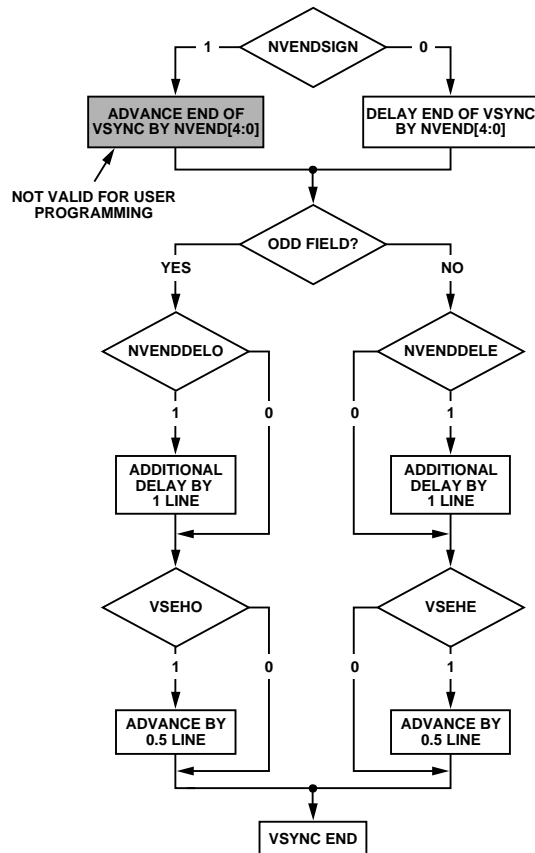 1
NVENDSIGN
0
ADVANCE END OF
VSYNC BY NVEND[4:0]
DELAY END OF VSYNC
BY NVEND[4:0]
NOT VALID FOR USER
PROGRAMMING
ODD FIELD?
YES
NO
NVENDDELO
NVENDDELE
1
0
0
1
ADDITIONAL
DELAY BY
1 LINE
ADDITIONAL
DELAY BY
1 LINE
VSEHO
VSEHE
1
0
0
1
ADVANCE BY
0.5 LINE
ADVANCE BY
0.5 LINE
VSYNC END